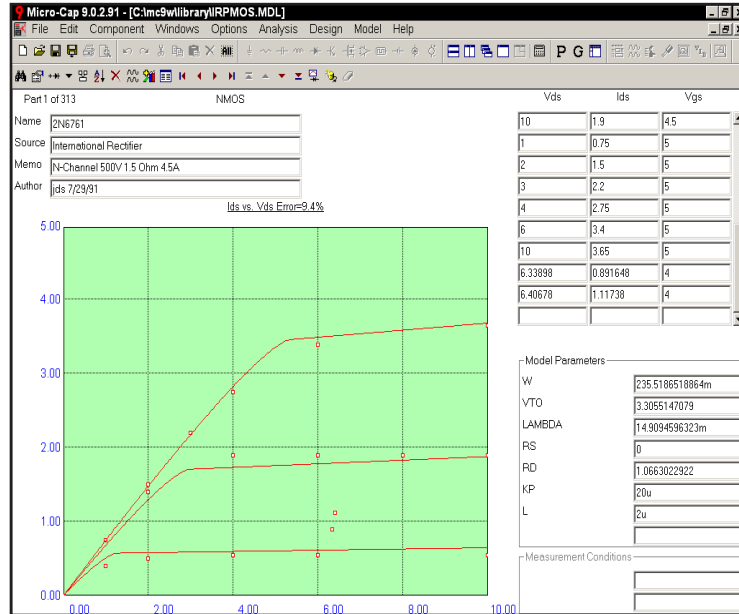 Micro-Cap 9.0.2.91 - [C:\mc9w\library\IRPMOS.MDL]
File Edit Component Windows Options Analysis Design Model Help
P G
Part 1 of 313 NMOS
Name 2N6761
Source International Rectifier
Memo N-Channel 500V 1.5 Ohm 4.5A
Author jds 7/29/91
Vds Ids Vgs
10 1.9 4.5
1 0.75 5
2 1.5 5
3 2.2 5
4 2.75 5
6 3.4 5
10 3.65 5
6.33898 0.891648 4
6.40678 1.11738 4
Ids vs. Vds Error=9.4%
5.00
4.00
3.00
2.00
1.00
0.00
0.00 2.00 4.00 6.00 8.00 10.00
Model Parameters
W 235.5186518864m
VTO 3.3055147079
LAMBDA 14.9094596323m
RS 0
RD 1.0663022922
KP 20u
L 2u
Measurement Conditions